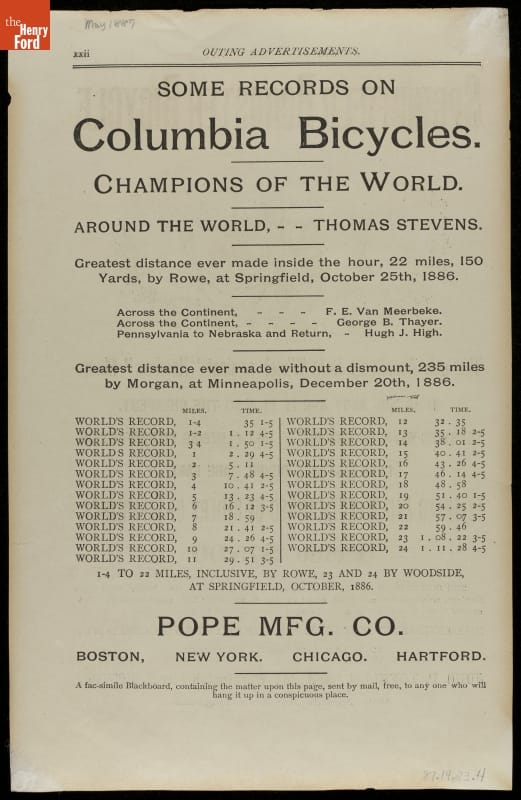 the
Henry
Ford
May 1887
xxii
OUTING ADVERTISEMENTS.
SOME RECORDS ON
Columbia Bicycles.
CHAMPIONS OF THE WORLD.
AROUND THE WORLD, - - THOMAS STEVENS.
Greatest distance ever made inside the hour, 22 miles, 150
Yards, by Rowe, at Springfield, October 25th, 1886.
Across the Continent, - - - F. E. Van Meerbeke.
Across the Continent, - - - - George B. Thayer.
Pennsylvania to Nebraska and Return, - Hugh J. High.
Greatest distance ever made without a dismount, 235 miles
by Morgan, at Minneapolis, December 20th, 1886.
MILES. TIME.
WORLD'S RECORD, 1-4 35 1-5
WORLD'S RECORD, 1-2 1 . 12 4-5
WORLD'S RECORD, 3-4 1 . 50 1-5
WORLD'S RECORD, 1 2 . 29 4-5
WORLD'S RECORD, 2 5 . 11
WORLD'S RECORD, 3 7 . 48 4-5
WORLD'S RECORD, 4 10 . 41 2-5
WORLD'S RECORD, 5 13 . 23 4-5
WORLD'S RECORD, 6 16 . 12 3-5
WORLD'S RECORD, 7 18 . 59
WORLD'S RECORD, 8 21 . 41 2-5
WORLD'S RECORD, 9 24 . 26 4-5
WORLD'S RECORD, 10 27 . 07 1-5
WORLD'S RECORD, 11 29 . 51 3-5
MILES. TIME.
WORLD'S RECORD, 12 32 . 35
WORLD'S RECORD, 13 35 . 18 2-5
WORLD'S RECORD, 14 38 . 01 2-5
WORLD'S RECORD, 15 40 . 41 2-5
WORLD'S RECORD, 16 43 . 26 4-5
WORLD'S RECORD, 17 46 . 14 4-5
WORLD'S RECORD, 18 48 . 58
WORLD'S RECORD, 19 51 . 40 1-5
WORLD'S RECORD, 20 54 . 25 2-5
WORLD'S RECORD, 21 57 . 07 3-5
WORLD'S RECORD, 22 59 . 46
WORLD'S RECORD, 23 1 . 08 . 22 3-5
WORLD'S RECORD, 24 1 . 11 . 28 4-5
1-4 TO 22 MILES, INCLUSIVE, BY ROWE, 23 AND 24 BY WOODSIDE,
AT SPRINGFIELD, OCTOBER, 1886.
POPE MFG. CO.
BOSTON, NEW YORK. CHICAGO. HARTFORD.
A fac-simile Blackboard, containing the matter upon this page, sent by mail, free, to any one who will
hang it up in a conspicuous place.